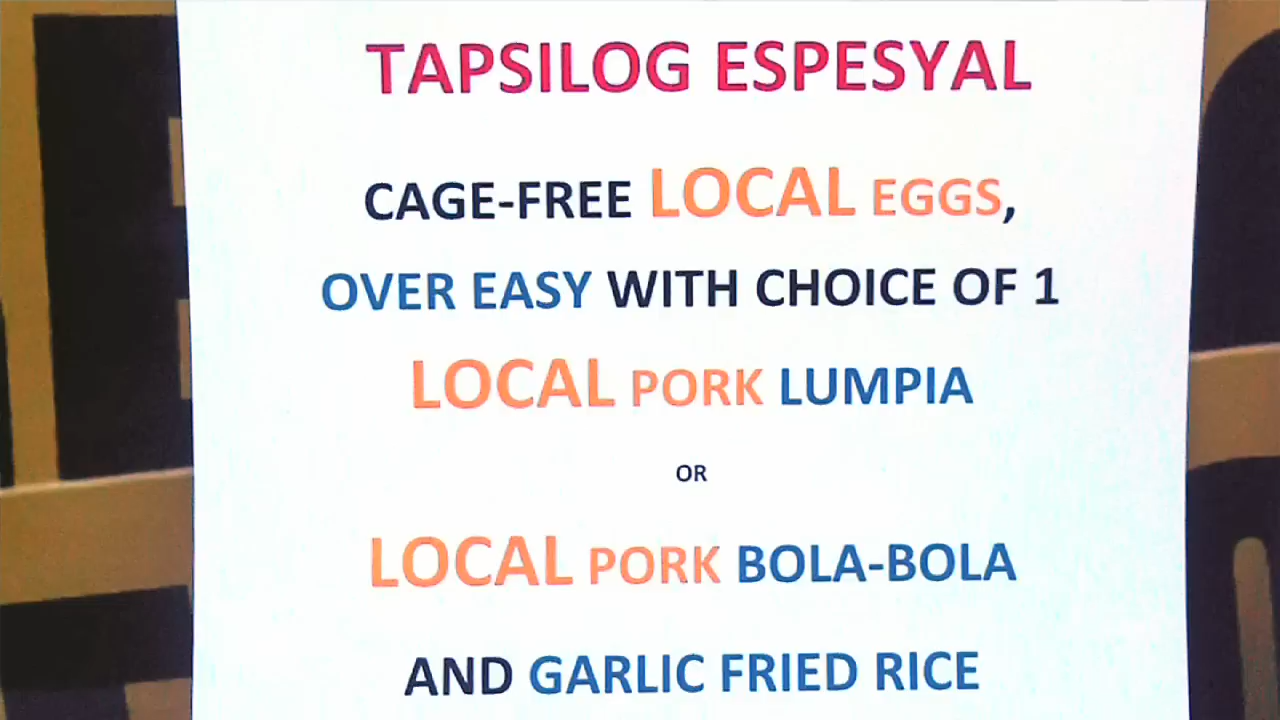 TAPSILOG ESPESYAL
CAGE-FREE LOCAL EGGS,
OVER EASY WITH CHOICE OF 1
LOCAL PORK LUMPIA
OR
LOCAL PORK BOLA-BOLA
AND GARLIC FRIED RICE